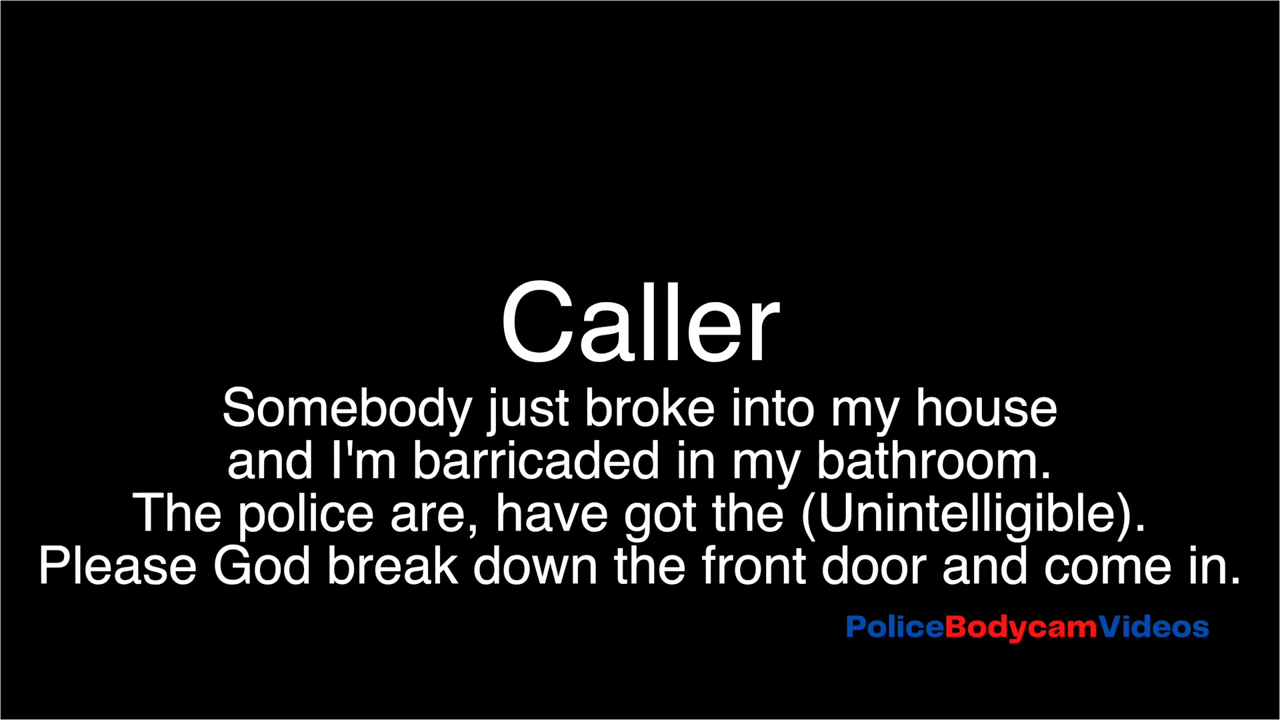 Caller
Somebody just broke into my house
and I'm barricaded in my bathroom.
The police are, have got the (Unintelligible).
Please God break down the front door and come in.
PoliceBodycamVideos